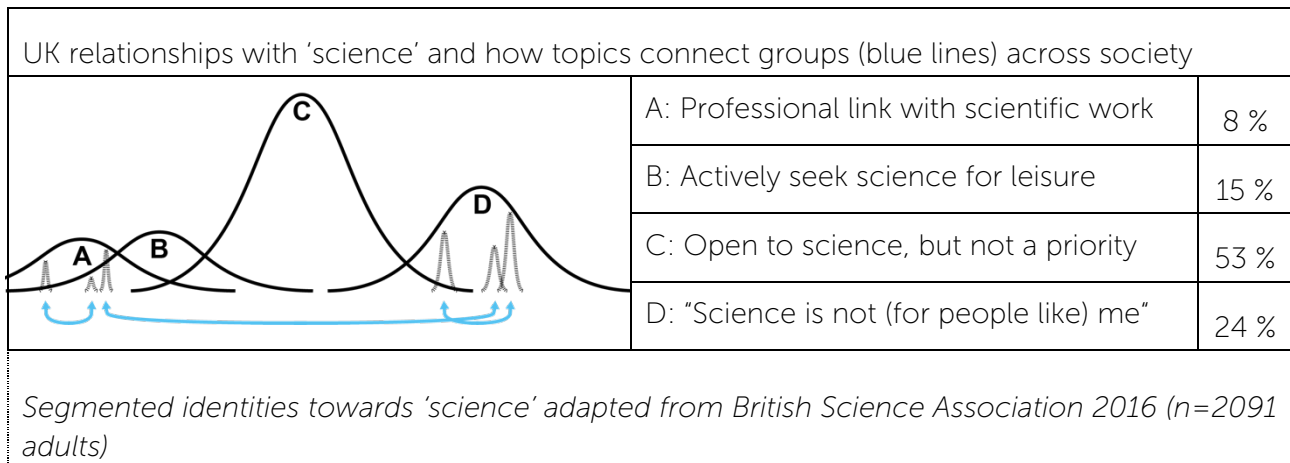 UK relationships with ‘science’ and how topics connect groups (blue lines) across society
A
B
C
D
A: Professional link with scientific work
8 %
B: Actively seek science for leisure
15 %
C: Open to science, but not a priority
53 %
D: “Science is not (for people like) me“
24 %
Segmented identities towards ‘science’ adapted from British Science Association 2016 (n=2091
adults)